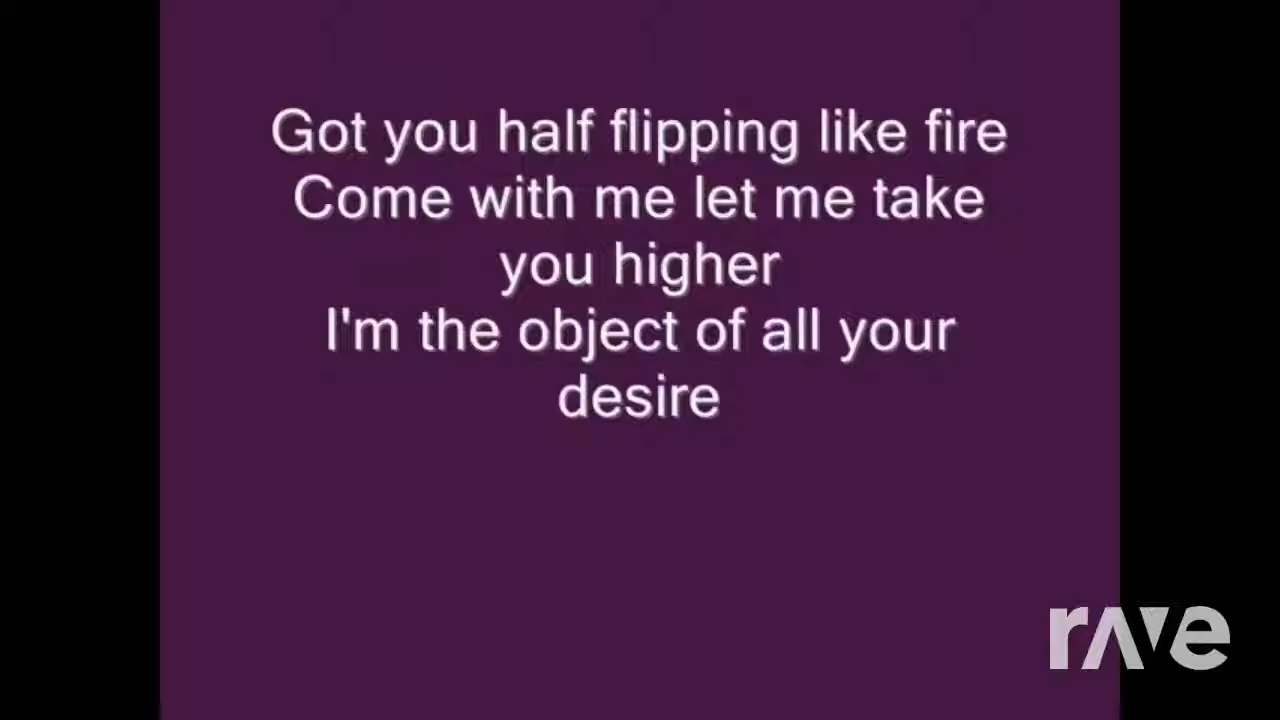 Got you half flipping like fire
Come with me let me take
you higher
I'm the object of all your
desire
rave